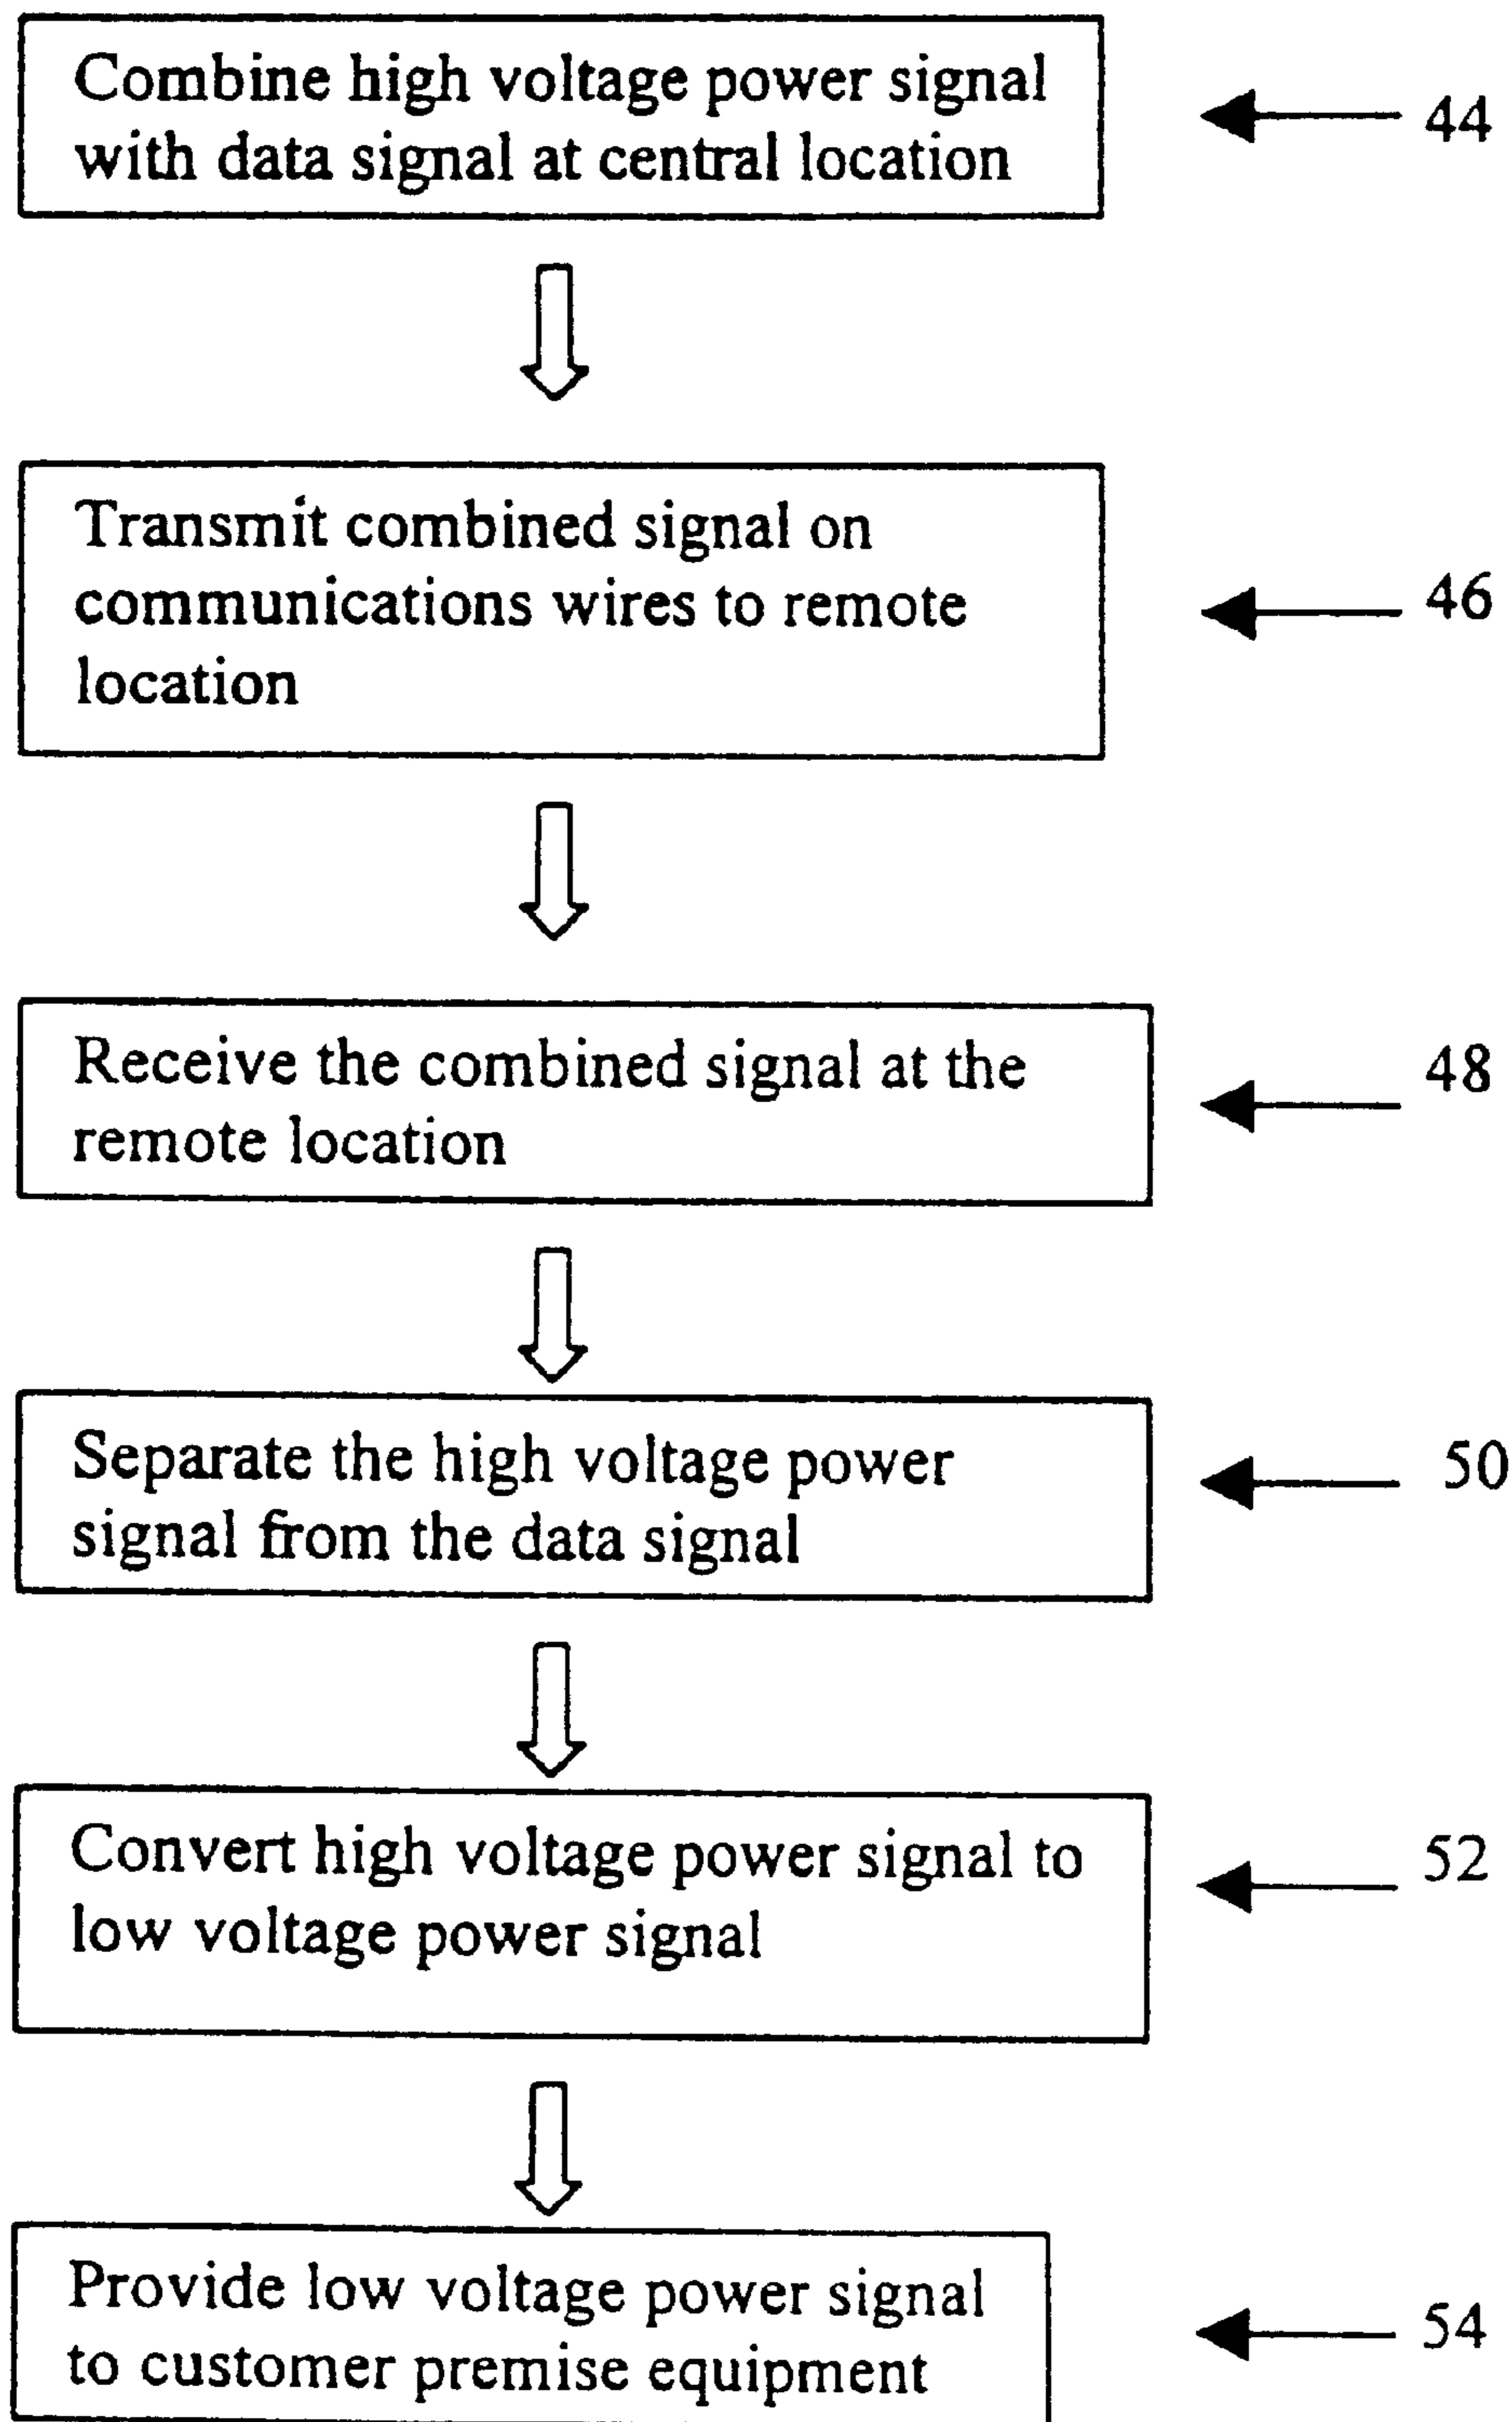 Combine high voltage power signal
with data signal at central location
44
Transmit combined signal on
communications wires to remote
location
46
Receive the combined signal at the
remote location
48
Separate the high voltage power
signal from the data signal
50
Convert high voltage power signal to
low voltage power signal
52
Provide low voltage power signal
to customer premise equipment
54